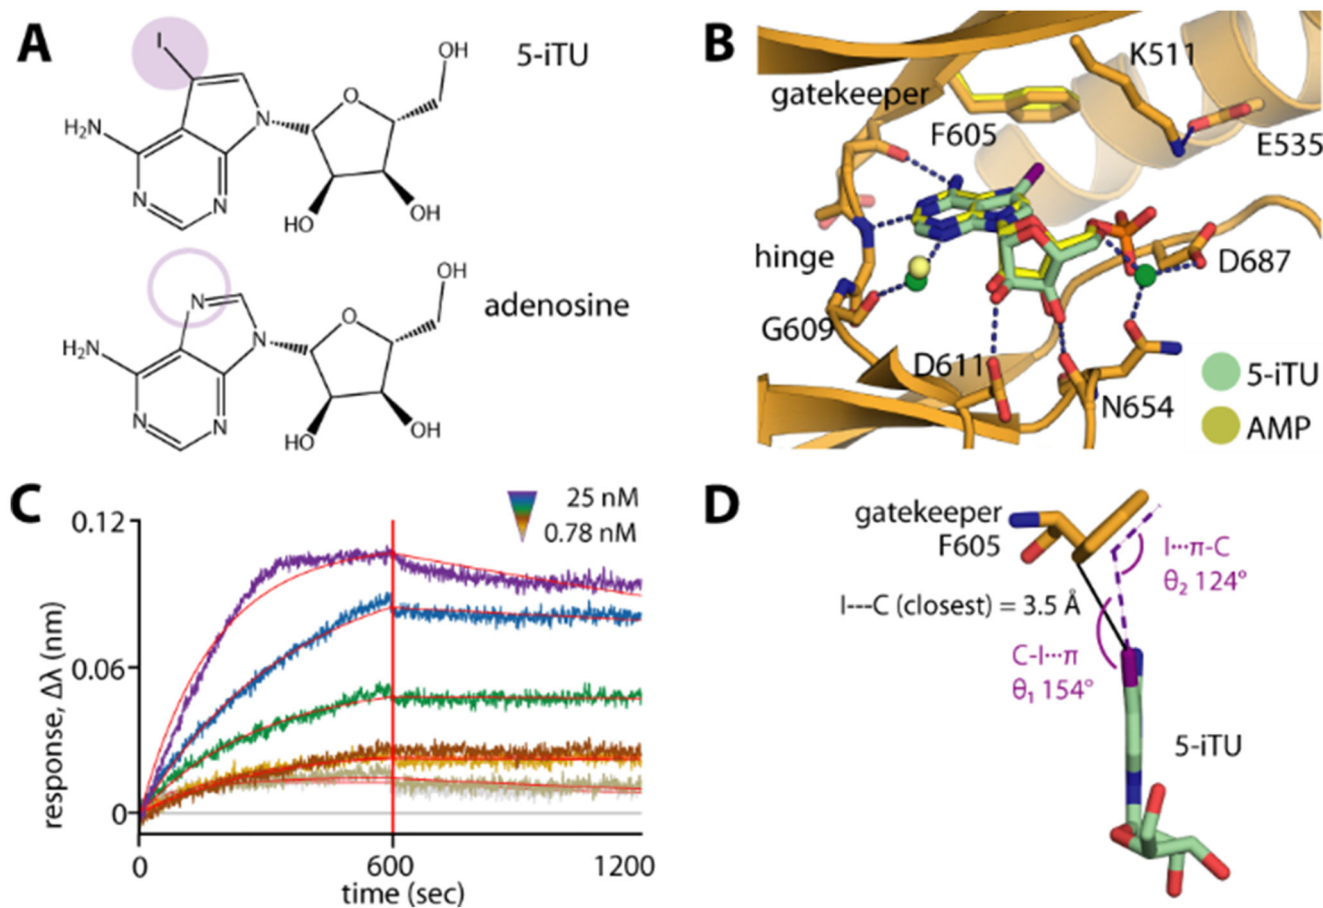 A
I
5-iTU
OH
O
H₂N
N
N
N
HO
OH
N
OH
adenosine
O
H₂N
N
N
N
HO
OH
B
K511
gatekeeper
F605
E535
hinge
D687
G609
D611
N654
5-iTU
AMP
C
25 nM
0.78 nM
0.12
0.06
0
response, Δλ (nm)
0
600
1200
time (sec)
D
gatekeeper
F605
I···π-C
θ₂ 124°
I---C (closest) = 3.5 Å
C-I···π
θ₁ 154°
5-iTU